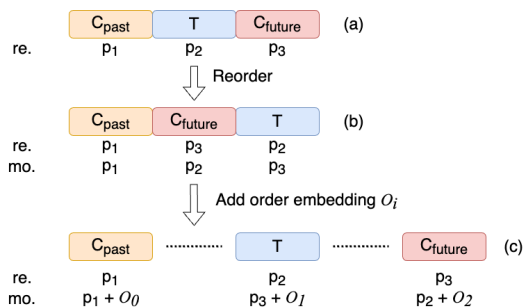 C_past T C_future (a)
re. p₁ p₂ p₃
Reorder
C_past C_future T (b)
re. p₁ p₃ p₂
mo. p₁ p₂ p₃
Add order embedding O_i
C_past ........... T ........... C_future (c)
re. p₁ p₂ p₃
mo. p₁ + O₀ p₃ + O₁ p₂ + O₂